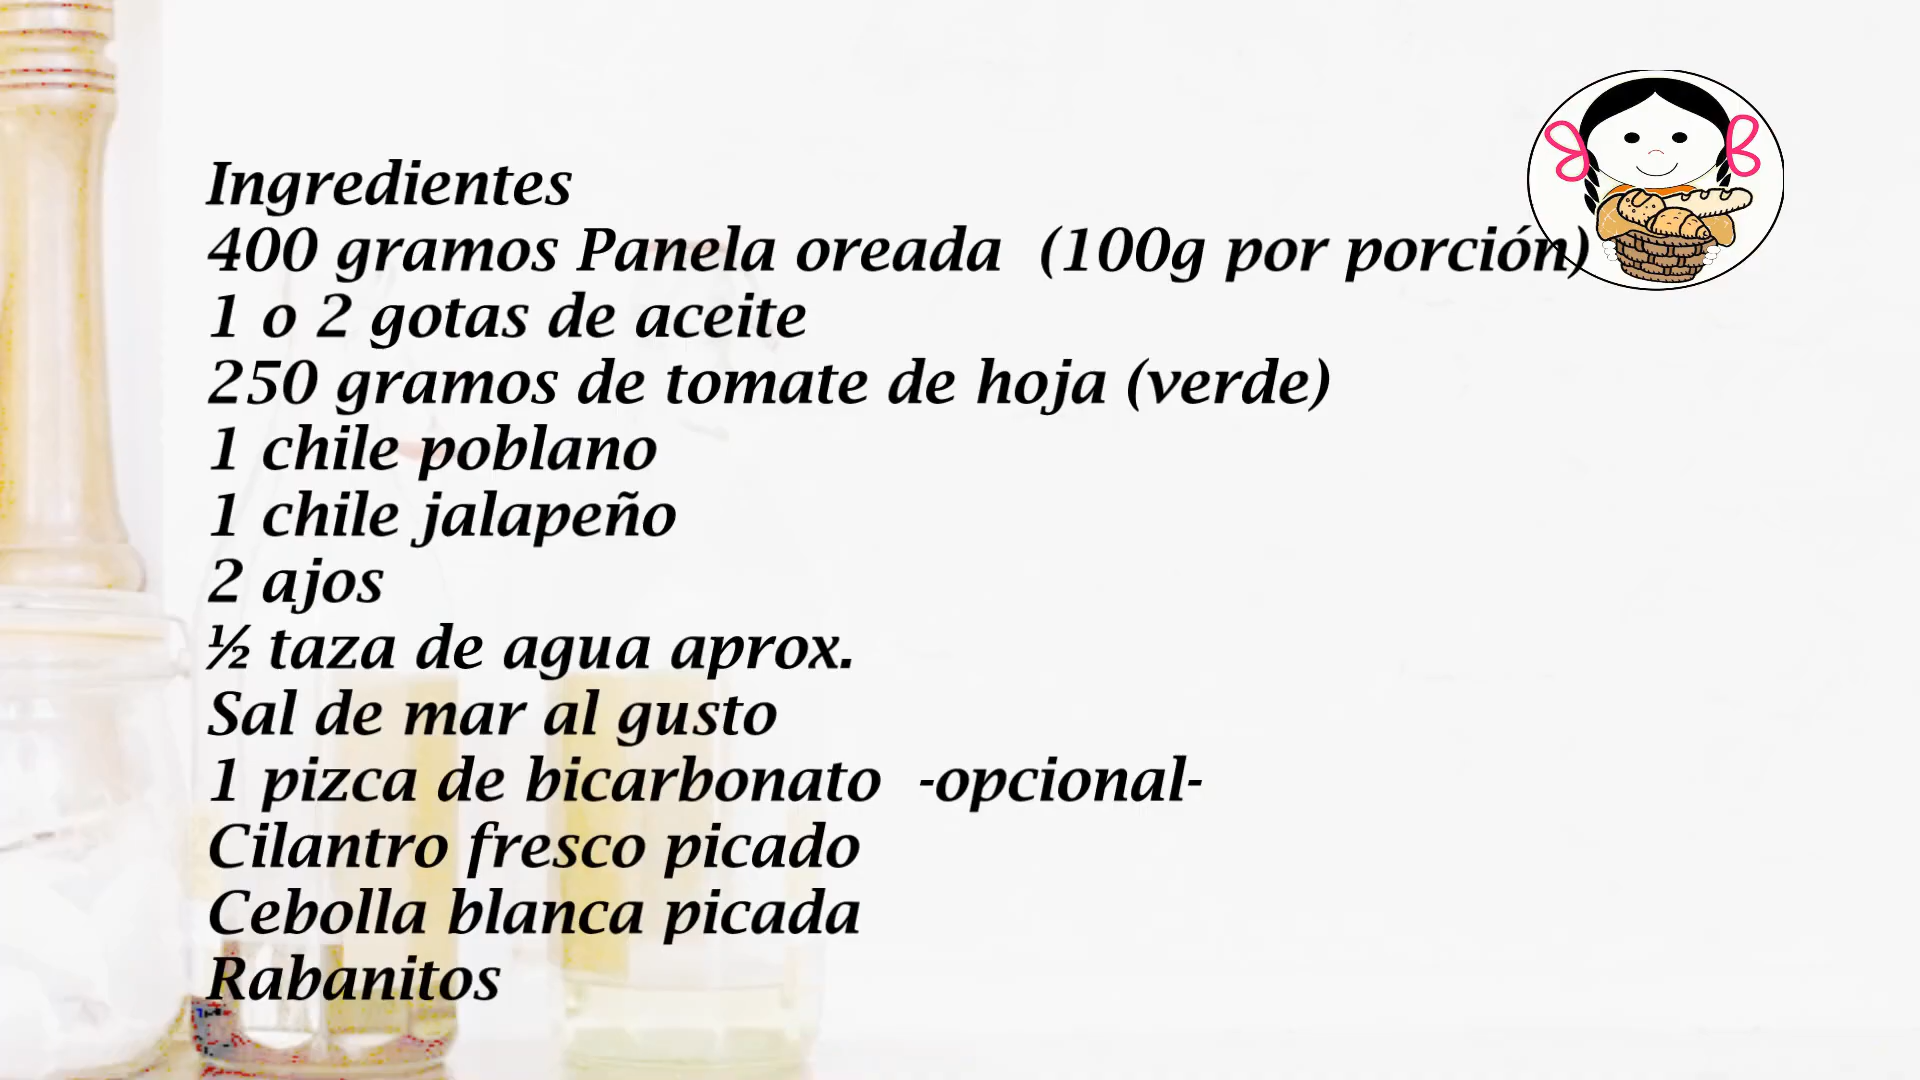 Ingredientes
400 gramos Panela oreada (100g por porción)
1 o 2 gotas de aceite
250 gramos de tomate de hoja (verde)
1 chile poblano
1 chile jalapeño
2 ajos
½ taza de agua aprox.
Sal de mar al gusto
1 pizca de bicarbonato -opcional-
Cilantro fresco picado
Cebolla blanca picada
Rabanitos